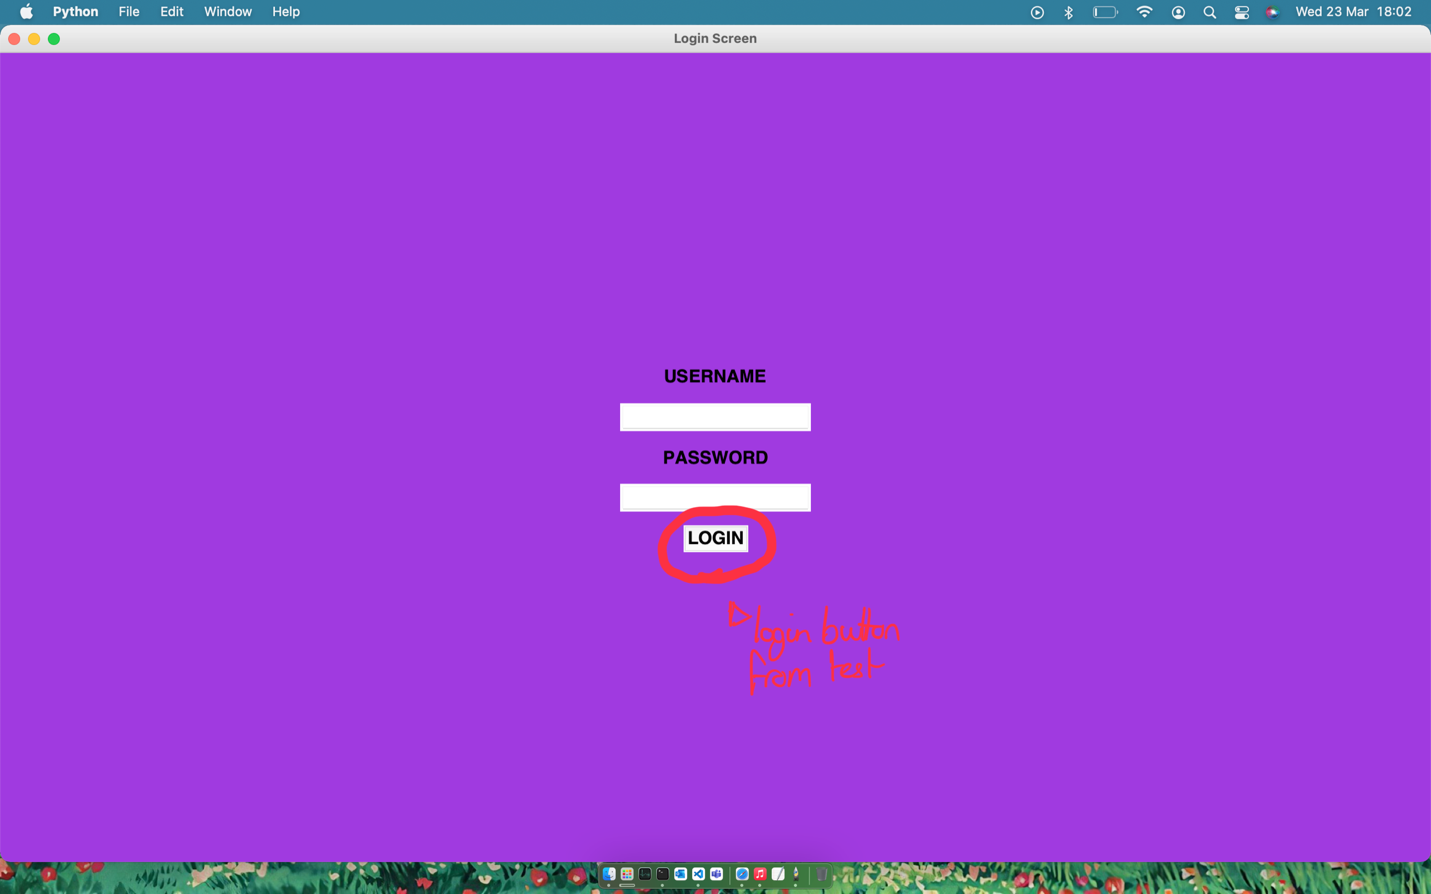 Python File Edit Window Help Wed 23 Mar 18:02
Login Screen
USERNAME
PASSWORD
LOGIN
login button
from test